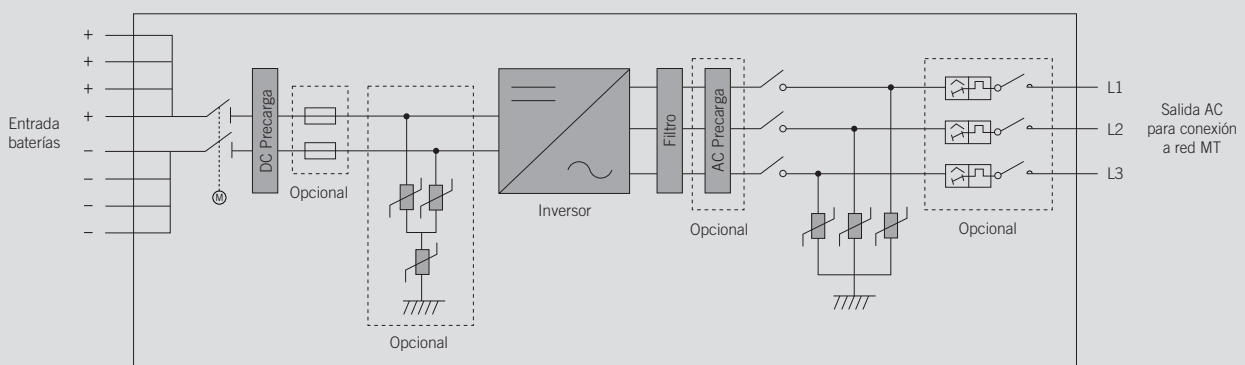 +
+
+
+
−
−
−
−
Entrada
baterías
M
DC Precarga
Opcional
Opcional
Inversor
Filtro
AC Precarga
Opcional
Opcional
L1
L2
L3
Salida AC
para conexión
a red MT